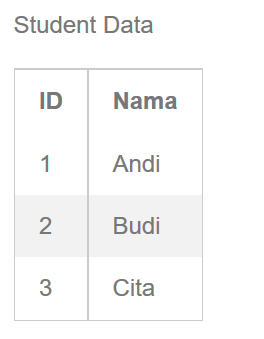 Student Data
ID Nama
1 Andi
2 Budi
3 Cita